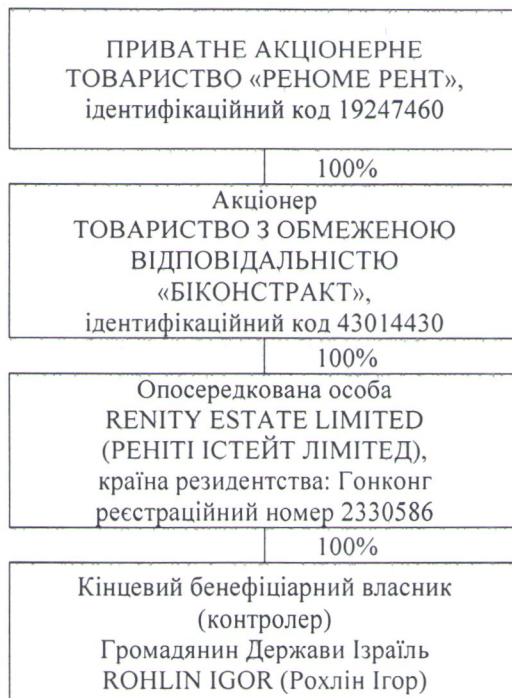 ПРИВАТНЕ АКЦІОНЕРНЕ
ТОВАРИСТВО «РЕНОМЕ РЕНТ»,
ідентифікаційний код 19247460
100%
Акціонер
ТОВАРИСТВО З ОБМЕЖЕНОЮ
ВІДПОВІДАЛЬНІСТЮ
«БІКОНСТРАКТ»,
ідентифікаційний код 43014430
100%
Опосередкована особа
RENITY ESTATE LIMITED
(РЕНІТІ ІСТЕЙТ ЛІМІТЕД),
країна резидентства: Гонконг
реєстраційний номер 2330586
100%
Кінцевий бенефіціарний власник
(контролер)
Громадянин Держави Ізраїль
ROHLIN IGOR (Рохлін Ігор)